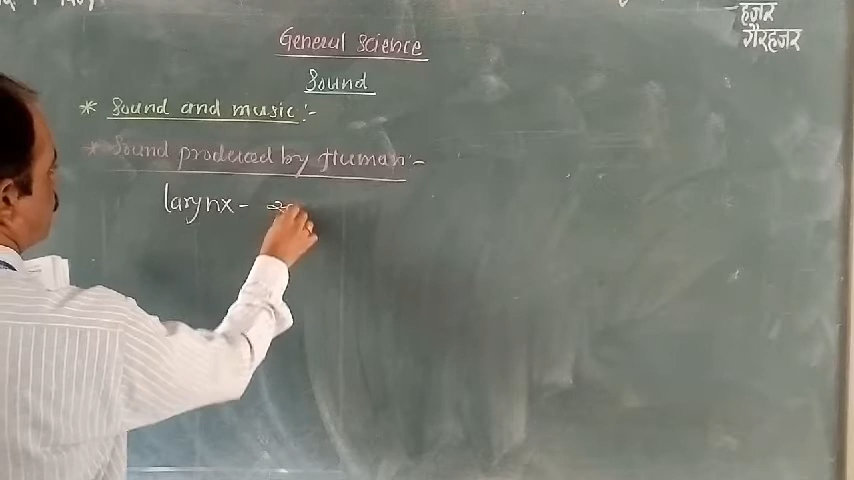 हजर
गैरहजर
General Science
Sound
* Sound and music :-
* Sound produced by Human :-
larynx -